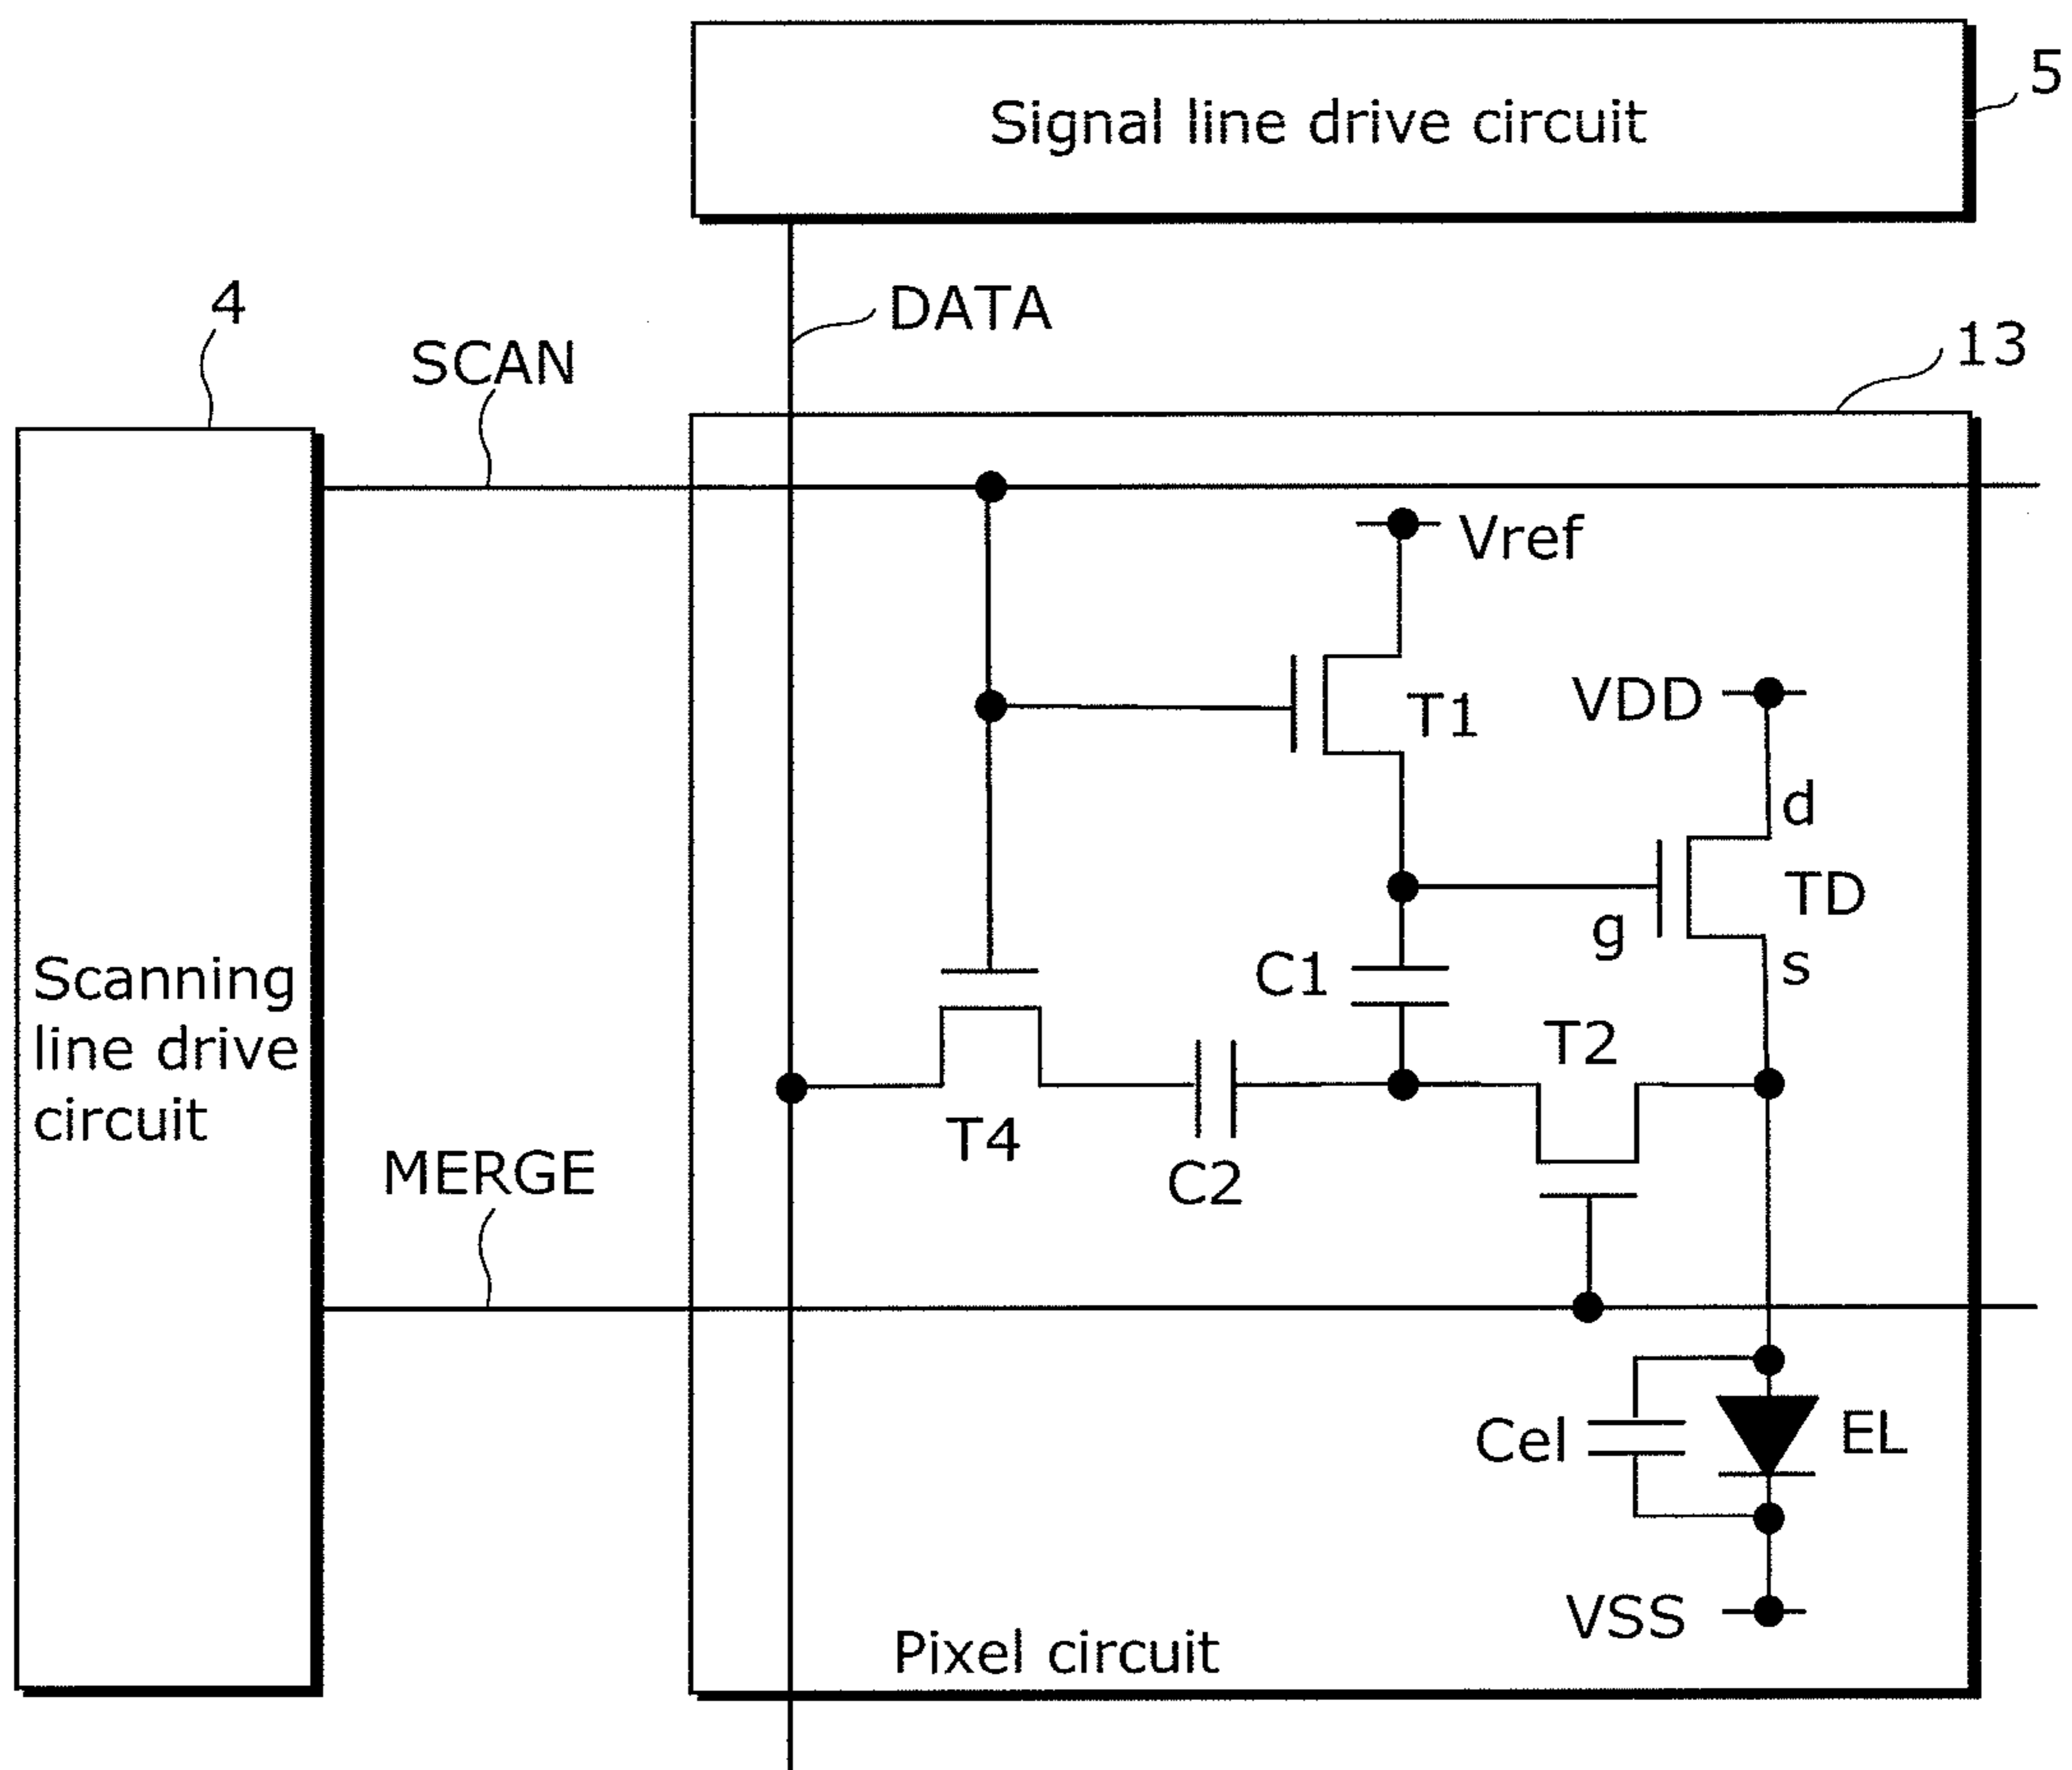 Signal line drive circuit
5
DATA
4
SCAN
13
Vref
VDD
T1
d
TD
g
s
C1
Scanning
line drive
circuit
T2
T4
C2
MERGE
Cel
EL
VSS
Pixel circuit